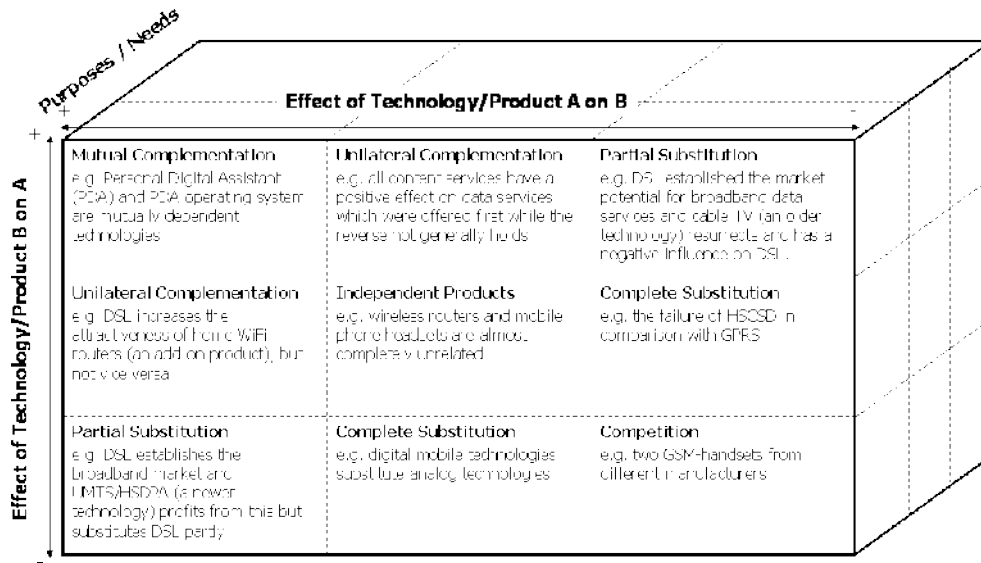 Purposes / Needs
Effect of Technology/Product A on B
+
-
+
Effect of Technology/Product B on A
-
Mutual Complementation
e.g. Personal Digital Assistant
(PDA) and PDA operating system
are mutually dependent
technologies
Unilateral Complementation
e.g. all content services have a
positive effect on data services
which were offered first while the
reverse not generally holds
Partial Substitution
e.g. DSL established the market
potential for broadband data
services and cable TV (an older
technology) resurrects and has a
negative influence on DSL.
Unilateral Complementation
e.g. DSL increases the
attractiveness of home WiFi
routers (an add on product), but
not vice versa
Independent Products
e.g. wireless routers and mobile
phone headsets are almost
completely unrelated
Complete Substitution
e.g. the failure of HSCSD in
comparison with GPRS
Partial Substitution
e.g. DSL establishes the
broadband market and
UMTS/HSDPA (a newer
technology) profits from this but
substitutes DSL partly
Complete Substitution
e.g. digital mobile technologies
substitute analog technologies
Competition
e.g. two GSM-handsets from
different manufacturers